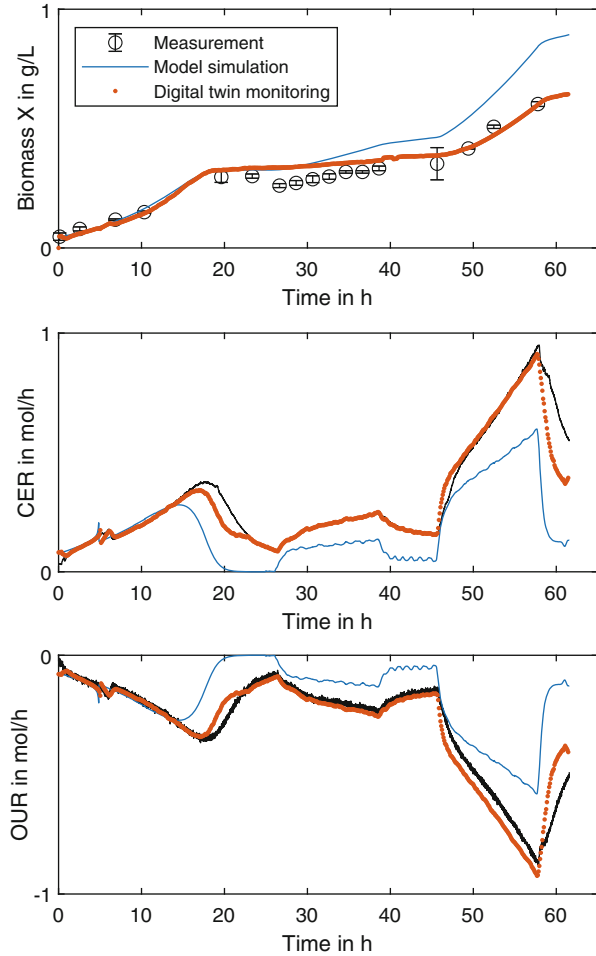 1
Biomass X in g/L
Measurement
Model simulation
Digital twin monitoring
0
0 10 20 30 40 50 60
Time in h
1
CER in mol/h
0
0 10 20 30 40 50 60
Time in h
0
OUR in mol/h
-1
0 10 20 30 40 50 60
Time in h